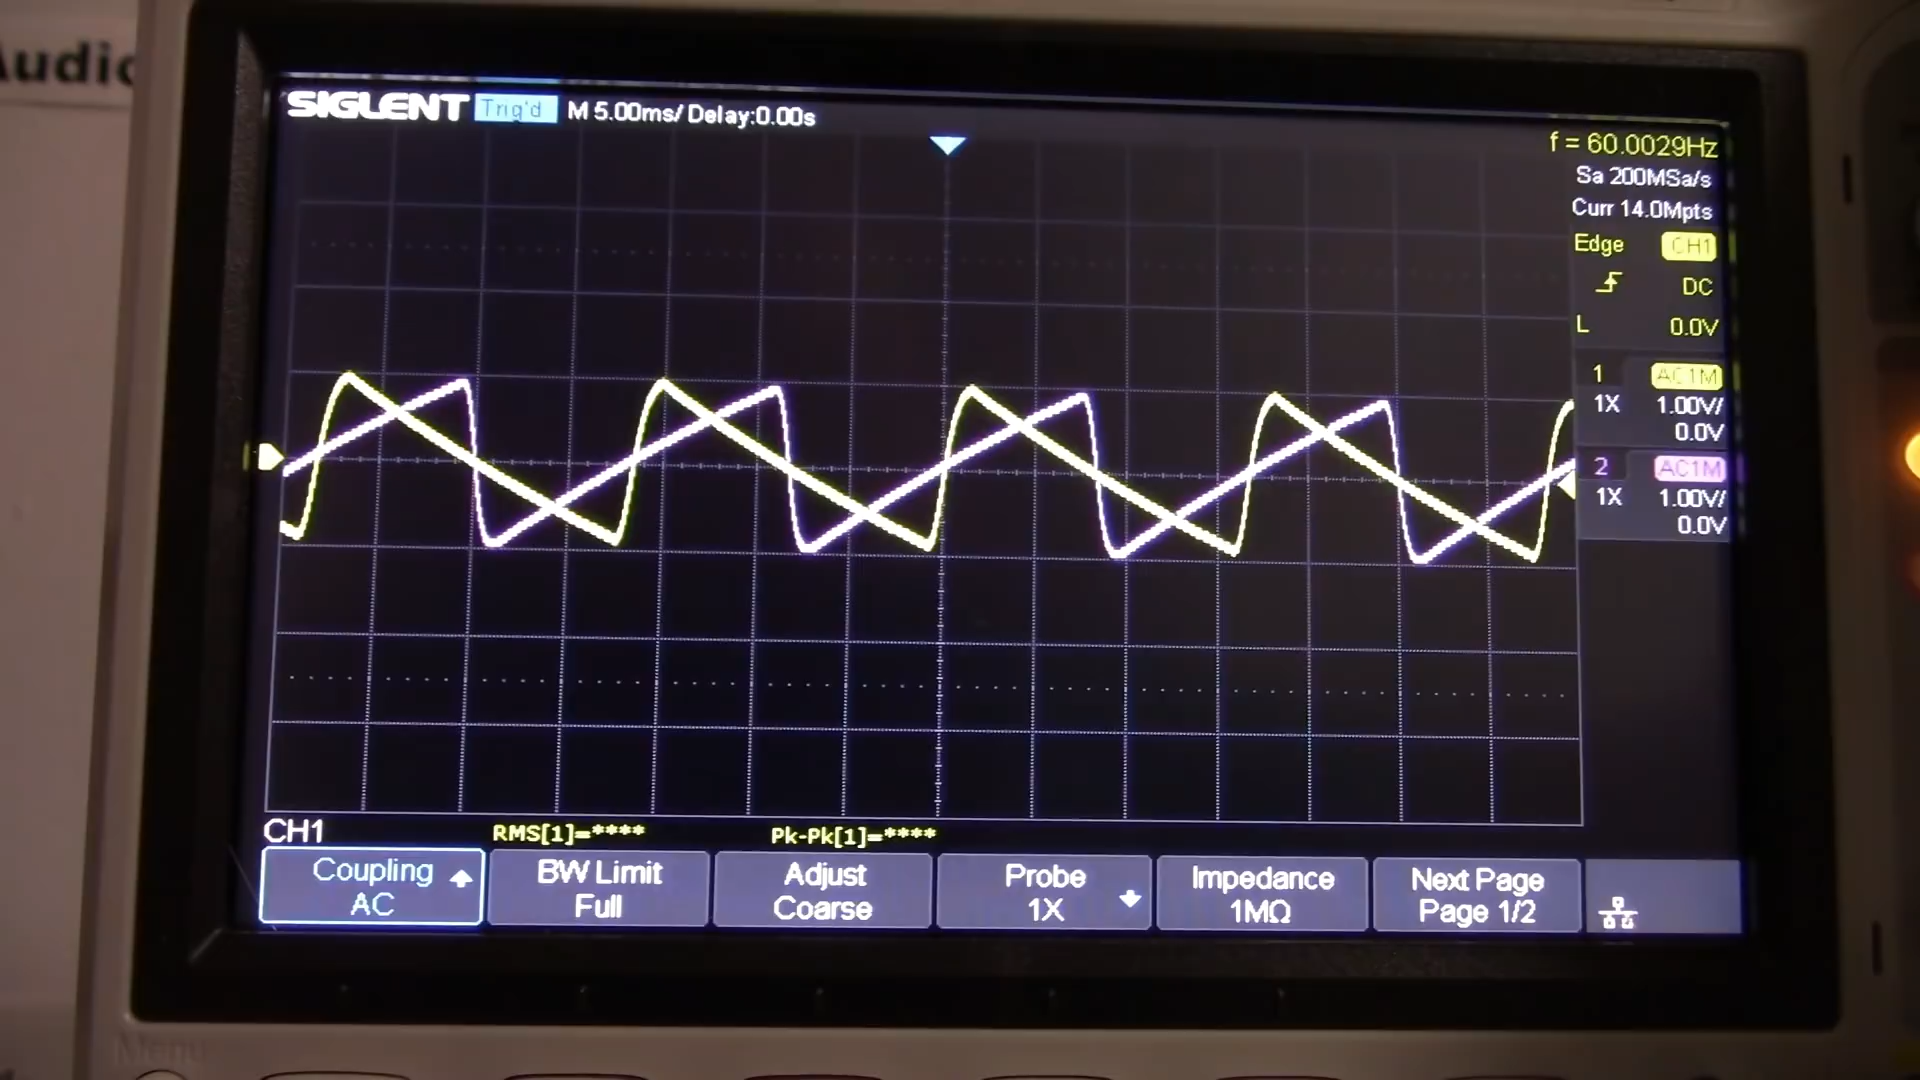 Audio
SIGLENT Trig'd M 5.00ms/ Delay:0.00s
f = 60.0029Hz
Sa 200MSa/s
Curr 14.0Mpts
Edge CH1
DC
L 0.0V
1 AC1M
1X 1.00V/
0.0V
2 AC1M
1X 1.00V/
0.0V
CH1 RMS[1]=**** Pk-Pk[1]=****
Coupling
AC
BW Limit
Full
Adjust
Coarse
Probe
1X
Impedance
1MΩ
Next Page
Page 1/2
Menu